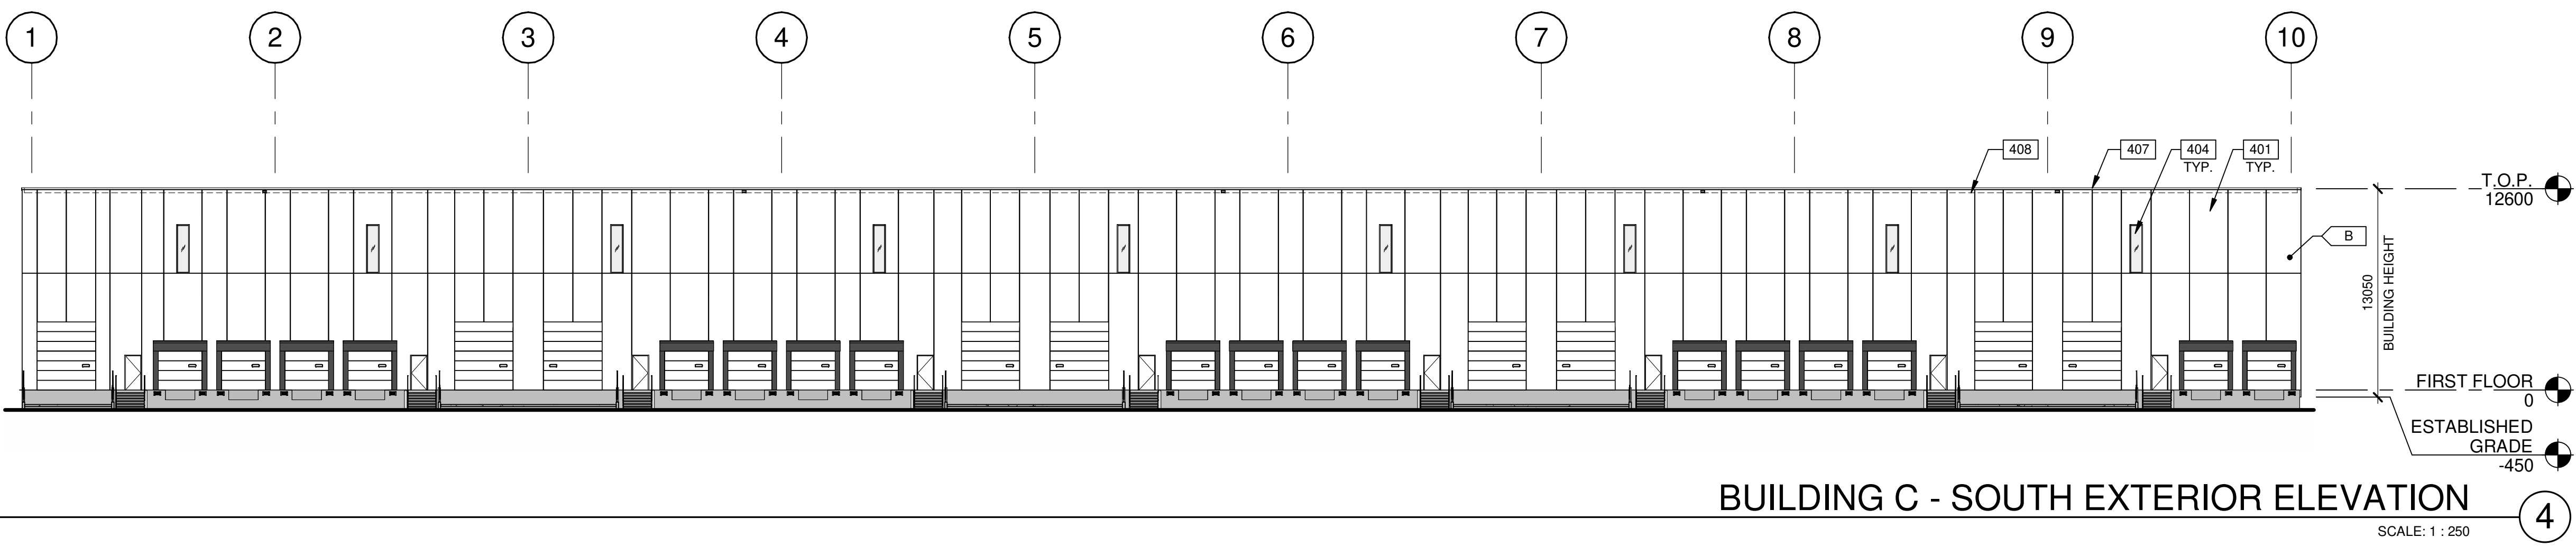 1 2 3 4 5 6 7 8 9 10
408 407 404 401
TYP. TYP.
T.O.P.
12600
B
13050
BUILDING HEIGHT
FIRST FLOOR
0
ESTABLISHED
GRADE
-450
BUILDING C - SOUTH EXTERIOR ELEVATION
4
SCALE: 1 : 250